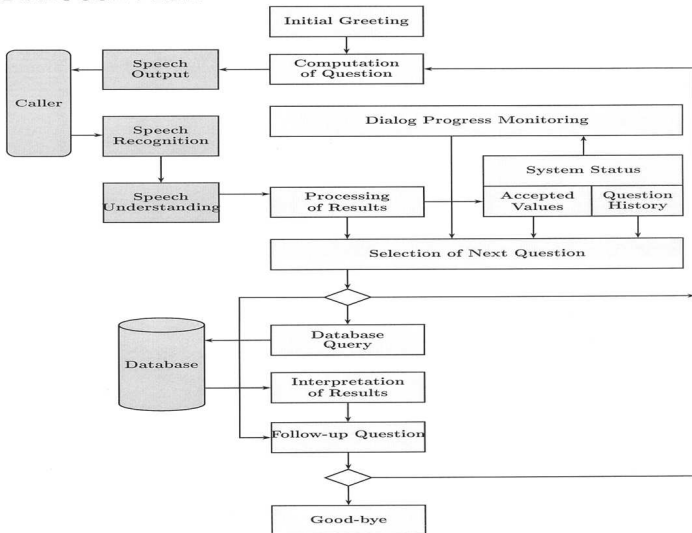 Initial Greeting
Speech
Output
Computation
of Question
Caller
Speech
Recognition
Dialog Progress Monitoring
System Status
Accepted
Values
Question
History
Speech
Understanding
Processing
of Results
Selection of Next Question
Database
Query
Database
Interpretation
of Results
Follow-up Question
Good-bye